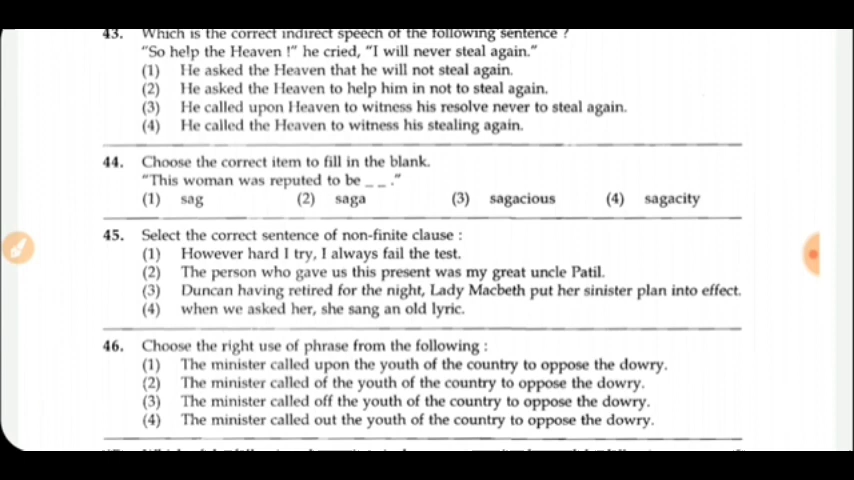 43. Which is the correct indirect speech of the following sentence ?
"So help the Heaven !" he cried, "I will never steal again."
(1) He asked the Heaven that he will not steal again.
(2) He asked the Heaven to help him in not to steal again.
(3) He called upon Heaven to witness his resolve never to steal again.
(4) He called the Heaven to witness his stealing again.
44. Choose the correct item to fill in the blank.
"This woman was reputed to be _ _ ."
(1) sag (2) saga (3) sagacious (4) sagacity
45. Select the correct sentence of non-finite clause :
(1) However hard I try, I always fail the test.
(2) The person who gave us this present was my great uncle Patil.
(3) Duncan having retired for the night, Lady Macbeth put her sinister plan into effect.
(4) when we asked her, she sang an old lyric.
46. Choose the right use of phrase from the following :
(1) The minister called upon the youth of the country to oppose the dowry.
(2) The minister called of the youth of the country to oppose the dowry.
(3) The minister called off the youth of the country to oppose the dowry.
(4) The minister called out the youth of the country to oppose the dowry.